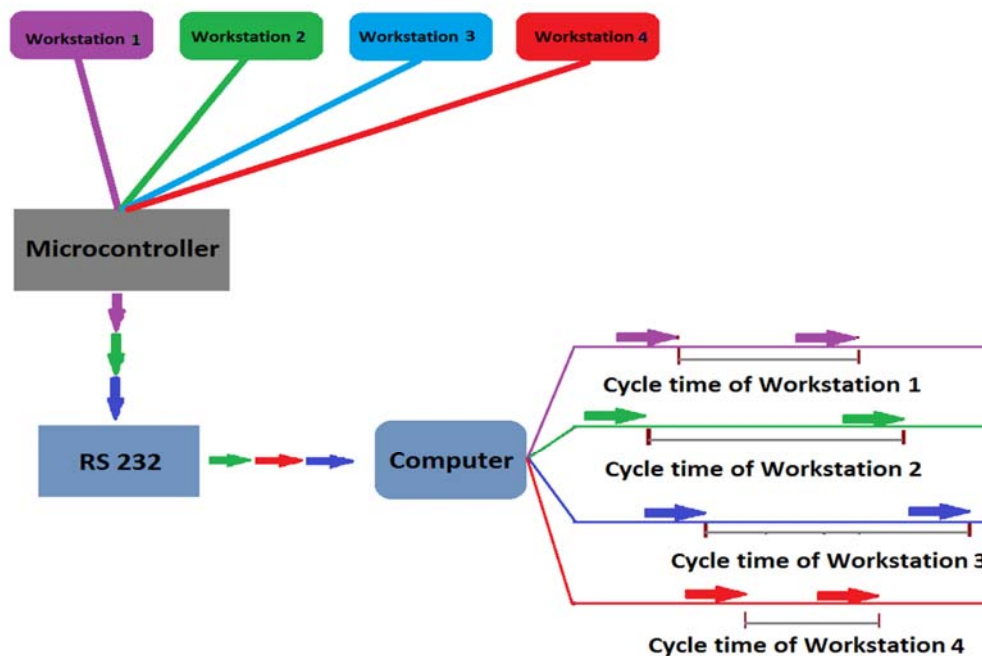 Workstation 1
Workstation 2
Workstation 3
Workstation 4
Microcontroller
RS 232
Computer
Cycle time of Workstation 1
Cycle time of Workstation 2
Cycle time of Workstation 3
Cycle time of Workstation 4